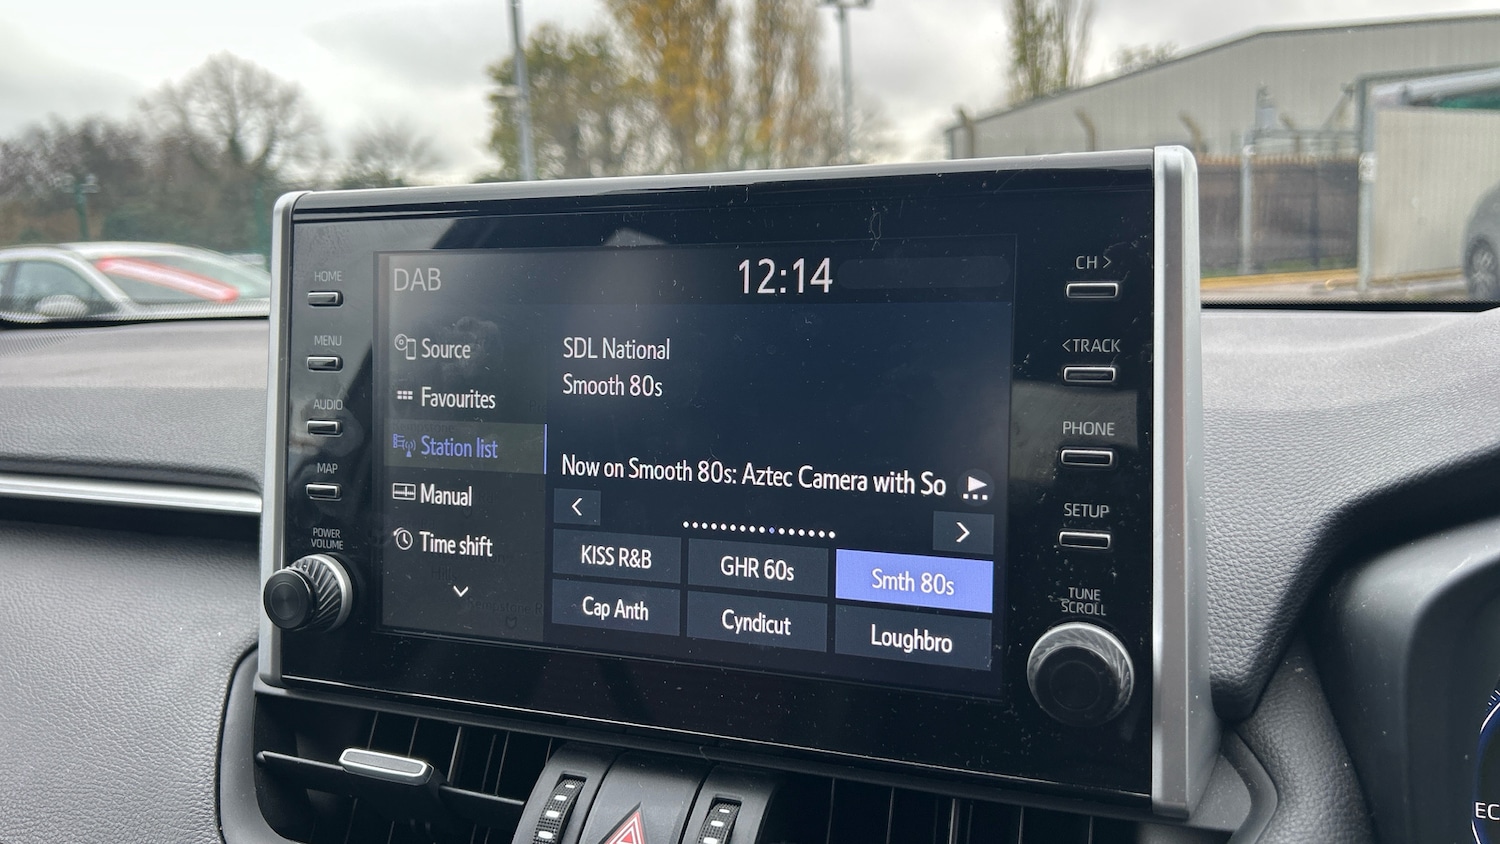 DAB
12:14
HOME
MENU
AUDIO
MAP
POWER
VOLUME
Source
Favourites
Station list
Manual
Time shift
SDL National
Smooth 80s
Now on Smooth 80s: Aztec Camera with So
KISS R&B
GHR 60s
Smth 80s
Cap Anth
Cyndicut
Loughbro
CH >
<TRACK
PHONE
SETUP
TUNE
SCROLL
EC